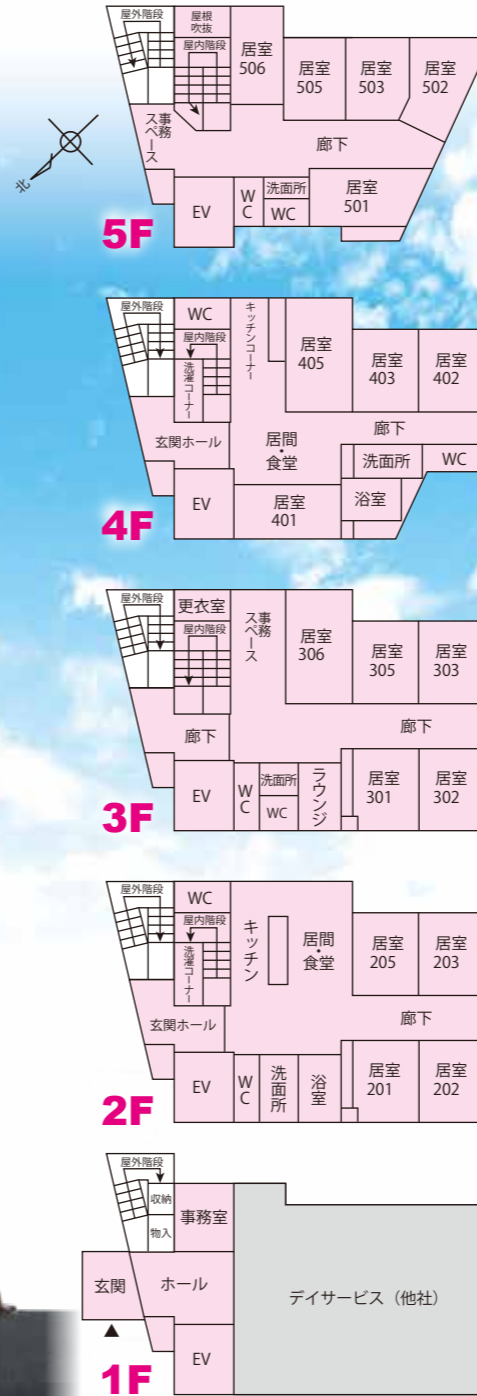 屋外階段
屋根
吹抜
屋内階段
居室
506
居室
505
居室
503
居室
502
事務
スペース
廊下
北
EV
WC
洗面所
WC
居室
501
5F
屋外階段
WC
屋内階段
洗濯コーナー
キッチンコーナー
居室
405
居室
403
居室
402
玄関ホール
居間・食堂
廊下
洗面所
WC
EV
居室
401
浴室
4F
屋外階段
更衣室
屋内階段
事務
スペース
居室
306
居室
305
居室
303
廊下
廊下
EV
WC
洗面所
WC
ラウンジ
居室
301
居室
302
3F
屋外階段
WC
屋内階段
洗濯コーナー
キッチン
居間・食堂
居室
205
居室
203
玄関ホール
廊下
EV
WC
洗面所
浴室
居室
201
居室
202
2F
屋外階段
収納
物入
事務室
玄関
ホール
デイサービス（他社）
EV
1F